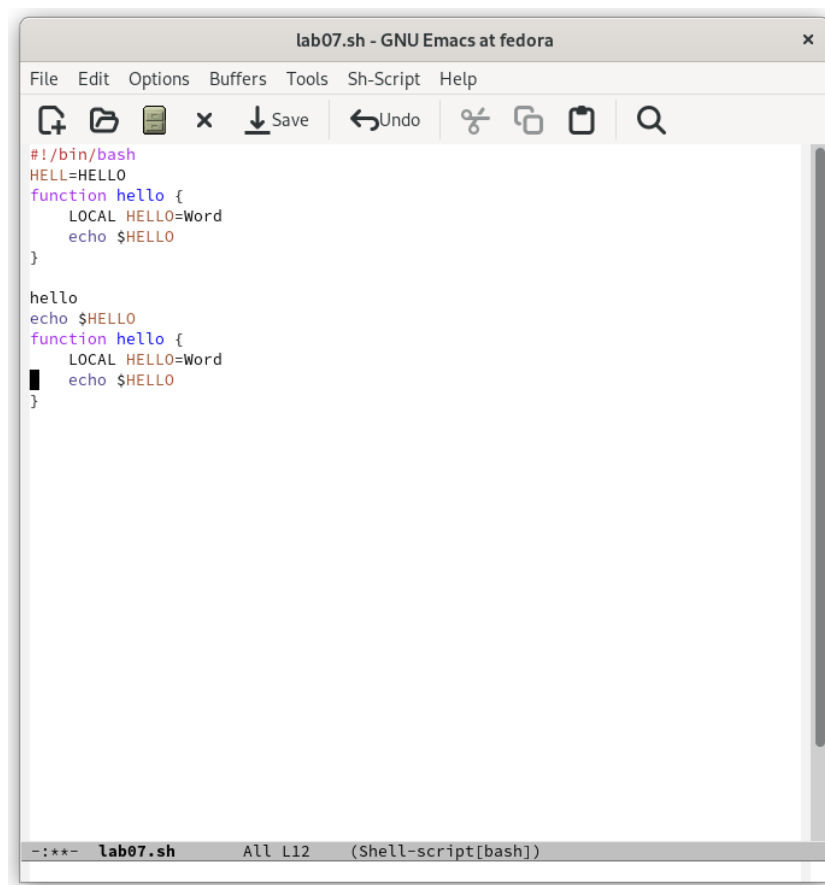 lab07.sh - GNU Emacs at fedora
File Edit Options Buffers Tools Sh-Script Help
Save Undo
#!/bin/bash
HELL=HELLO
function hello {
    LOCAL HELLO=Word
    echo $HELLO
}
hello
echo $HELLO
function hello {
    LOCAL HELLO=Word
    echo $HELLO
}
-:**- lab07.sh All L12 (Shell-script[bash])